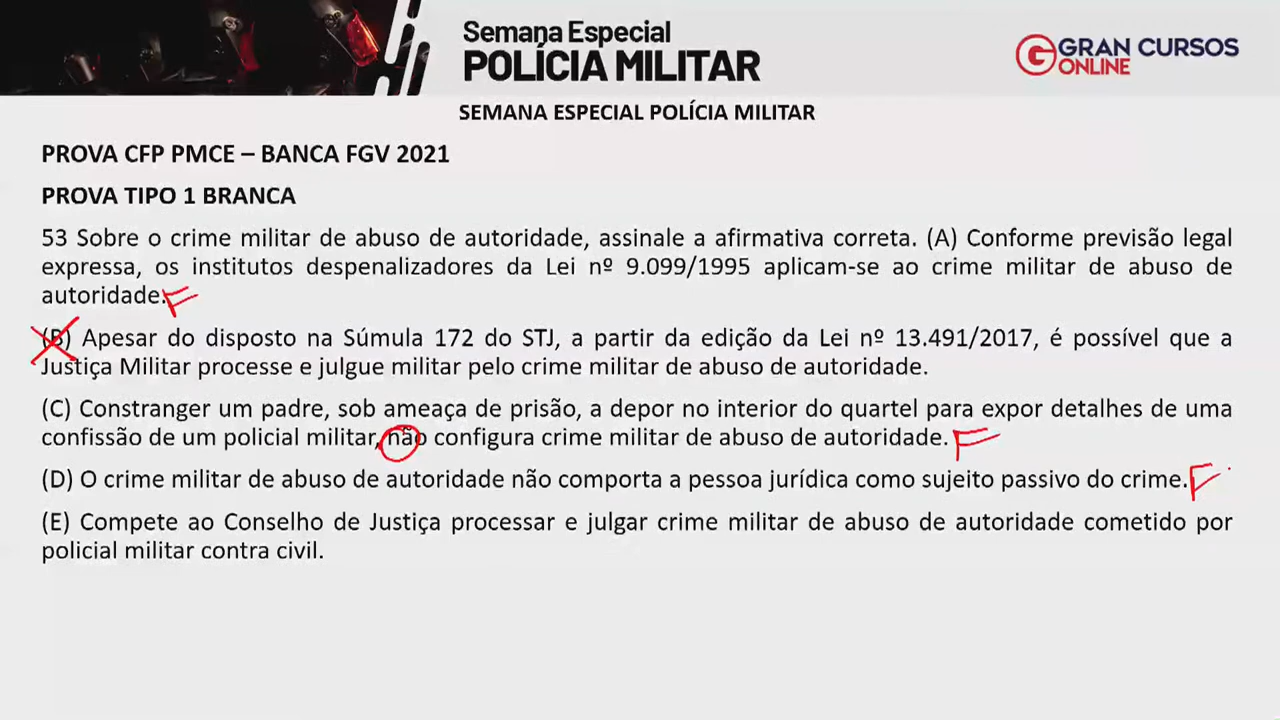 Semana Especial
POLÍCIA MILITAR
G GRAN CURSOS
ONLINE
SEMANA ESPECIAL POLÍCIA MILITAR
PROVA CFP PMCE – BANCA FGV 2021
PROVA TIPO 1 BRANCA
53 Sobre o crime militar de abuso de autoridade, assinale a afirmativa correta. (A) Conforme previsão legal
expressa, os institutos despenalizadores da Lei nº 9.099/1995 aplicam-se ao crime militar de abuso de
autoridade. F
(B) Apesar do disposto na Súmula 172 do STJ, a partir da edição da Lei nº 13.491/2017, é possível que a
Justiça Militar processe e julgue militar pelo crime militar de abuso de autoridade.
(C) Constranger um padre, sob ameaça de prisão, a depor no interior do quartel para expor detalhes de uma
confissão de um policial militar, não configura crime militar de abuso de autoridade. F
(D) O crime militar de abuso de autoridade não comporta a pessoa jurídica como sujeito passivo do crime. F
(E) Compete ao Conselho de Justiça processar e julgar crime militar de abuso de autoridade cometido por
policial militar contra civil.